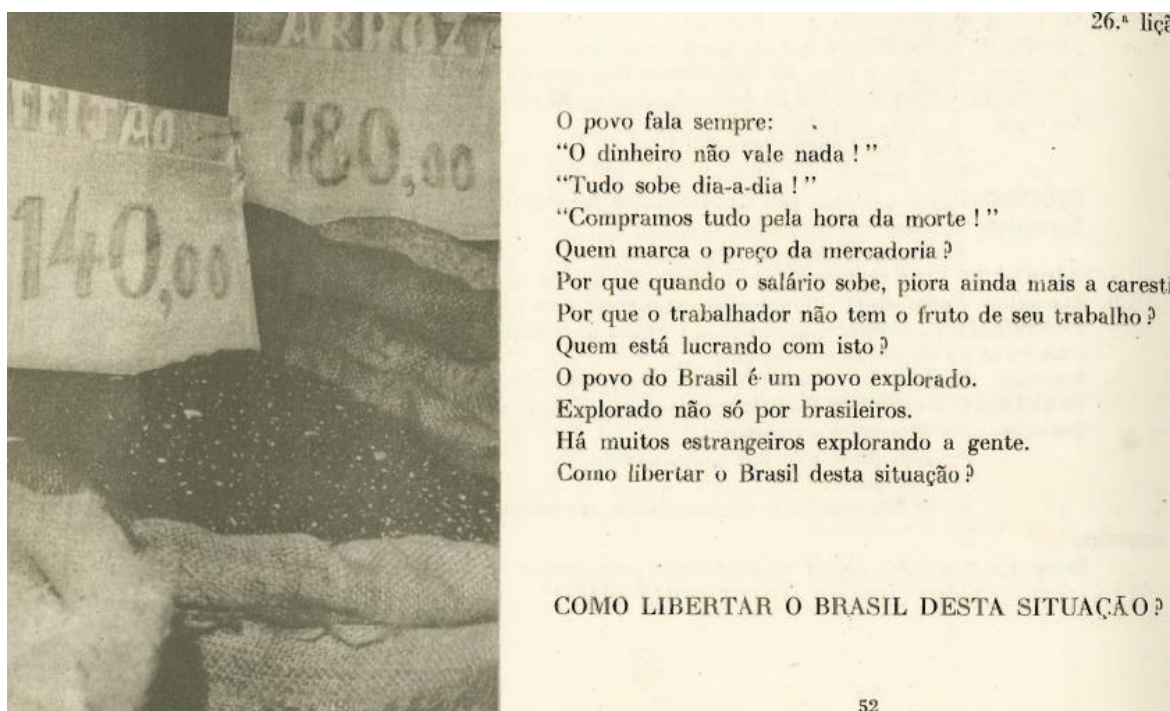 ARROZ
180,00
FEIJÃO
140,00
26.ª liçã
O povo fala sempre:
“O dinheiro não vale nada ! ”
“Tudo sobe dia-a-dia ! ”
“Compramos tudo pela hora da morte ! ”
Quem marca o preço da mercadoria ?
Por que quando o salário sobe, piora ainda mais a caresti
Por que o trabalhador não tem o fruto de seu trabalho ?
Quem está lucrando com isto ?
O povo do Brasil é um povo explorado.
Explorado não só por brasileiros.
Há muitos estrangeiros explorando a gente.
Como libertar o Brasil desta situação ?
COMO LIBERTAR O BRASIL DESTA SITUAÇÃO ?
52